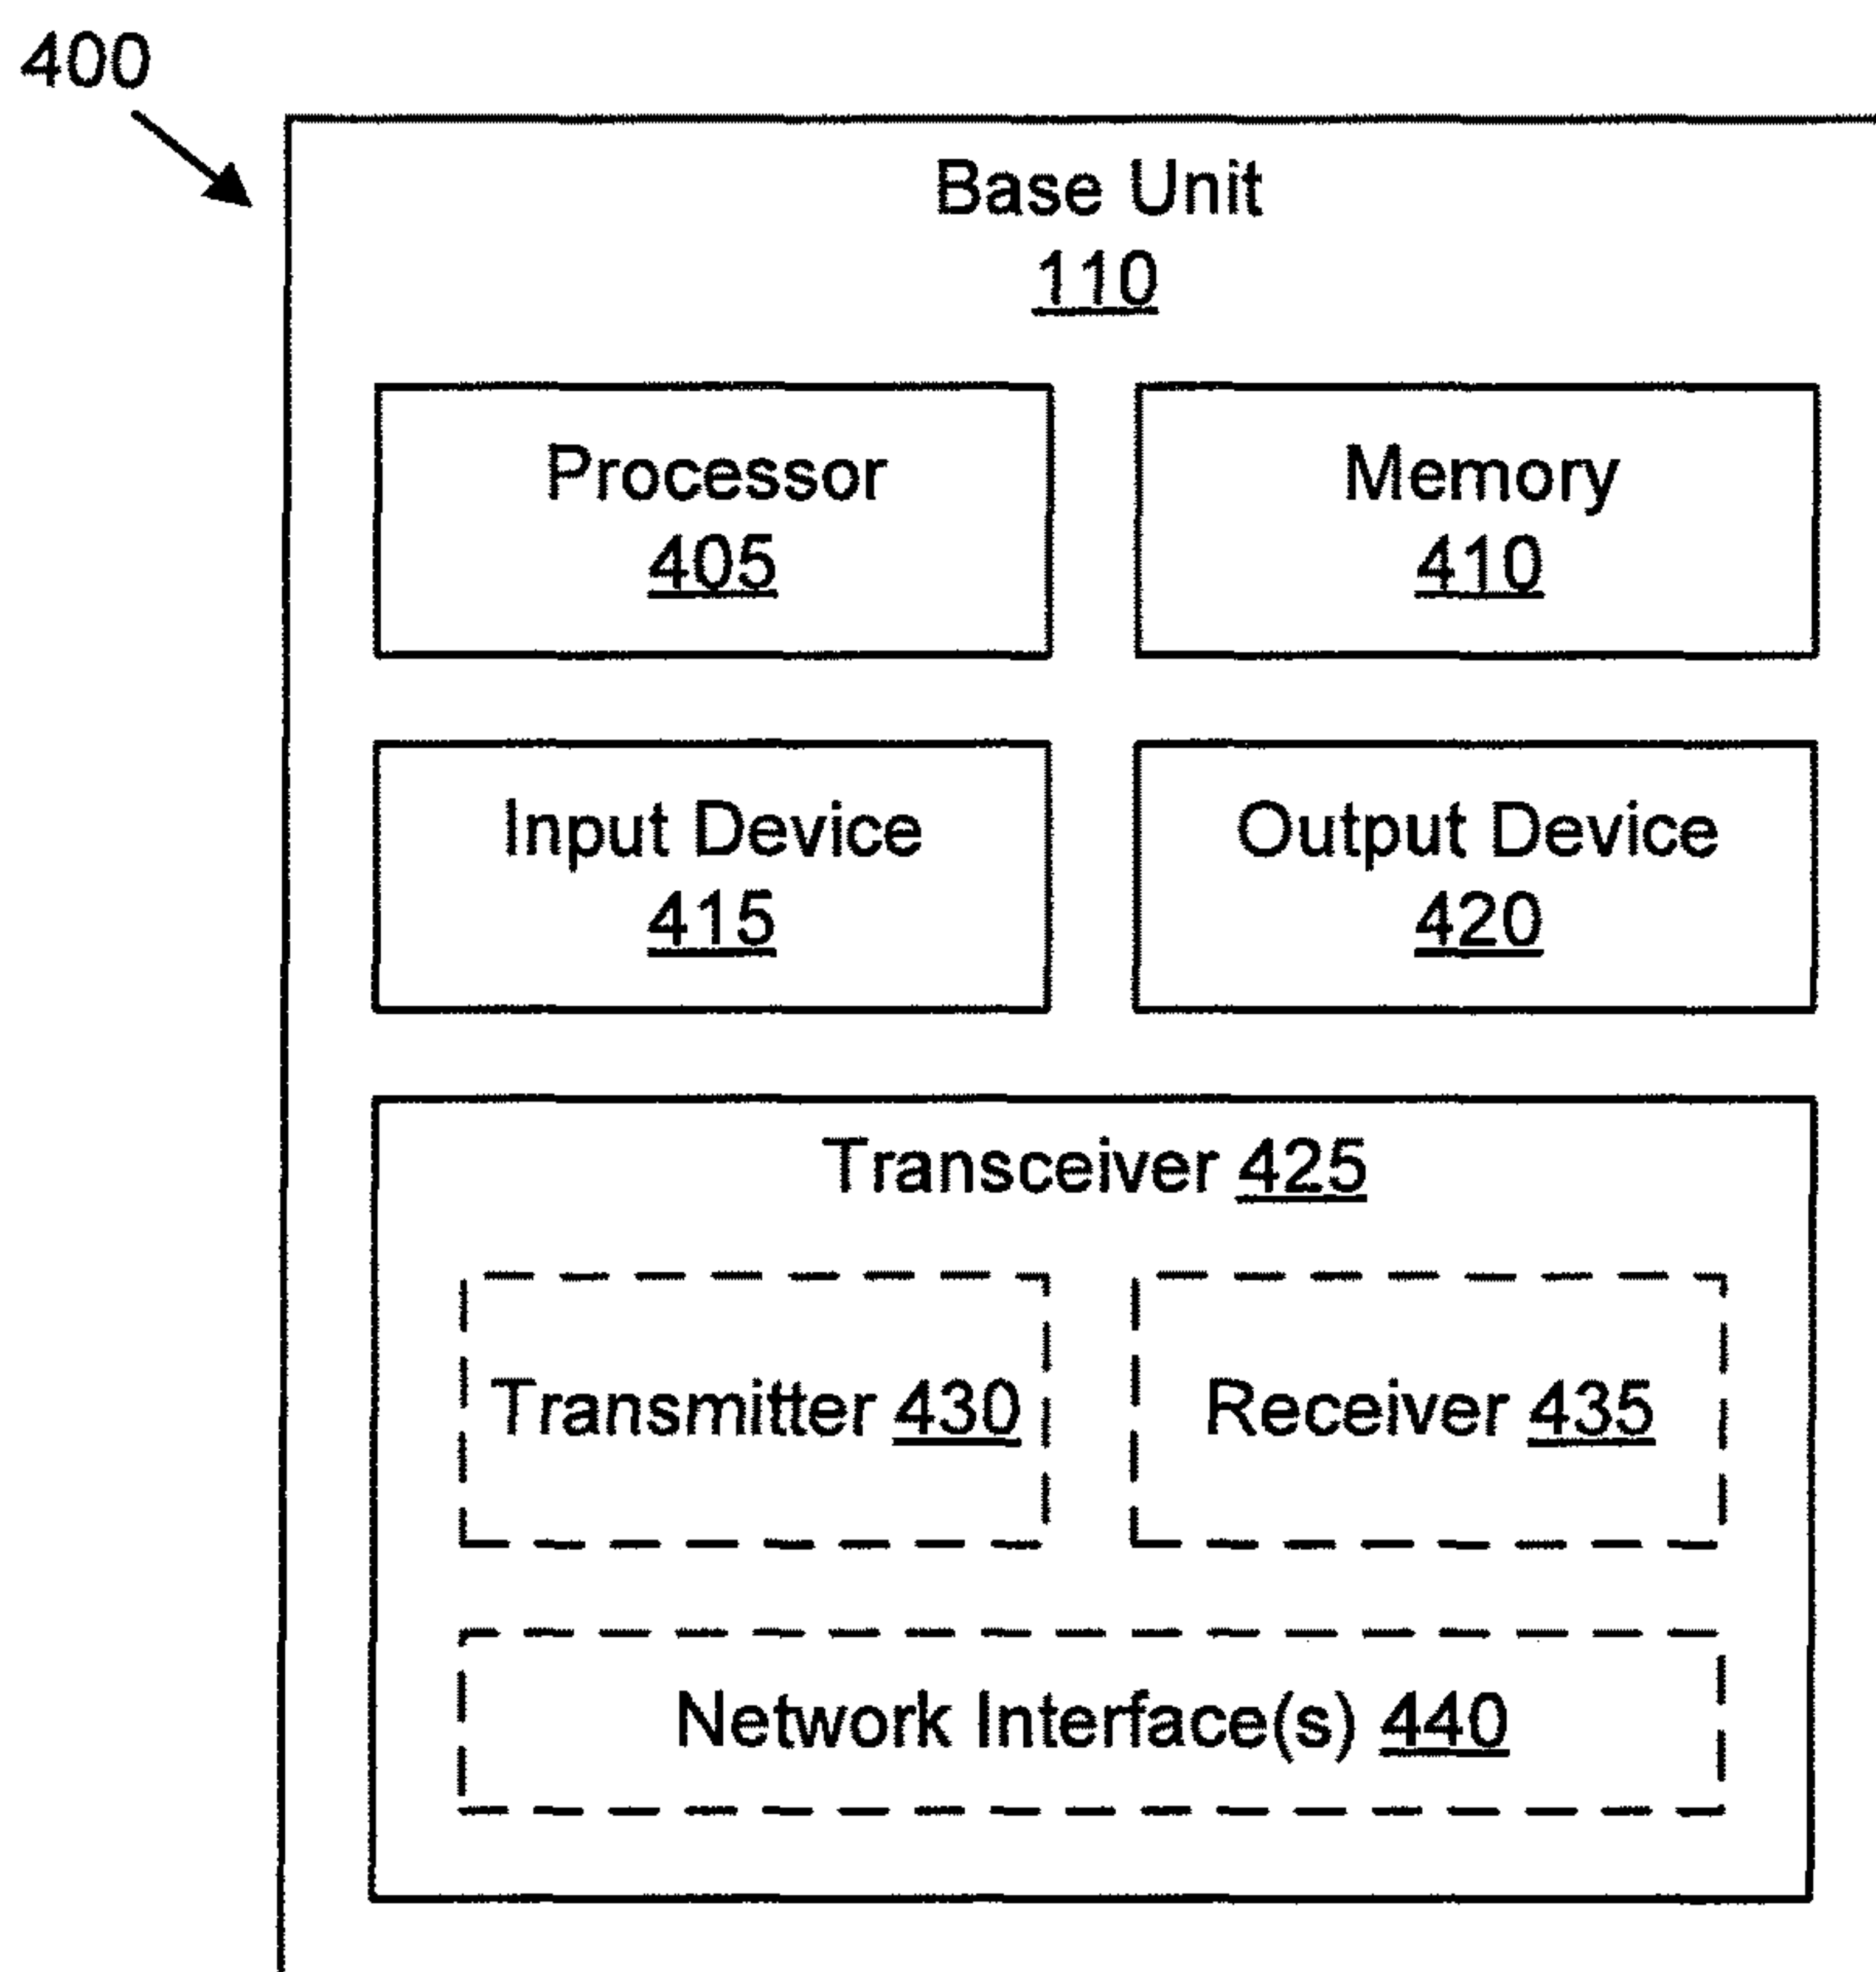 400
Base Unit
110
Processor
405
Memory
410
Input Device
415
Output Device
420
Transceiver 425
Transmitter 430
Receiver 435
Network Interface(s) 440